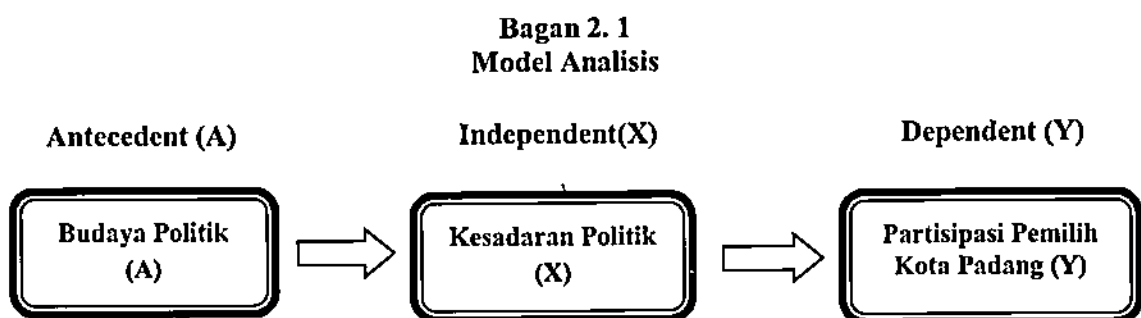 Bagan 2. 1
Model Analisis
Antecedent (A)
Independent(X)
Dependent (Y)
Budaya Politik
(A)
Kesadaran Politik
(X)
Partisipasi Pemilih
Kota Padang (Y)